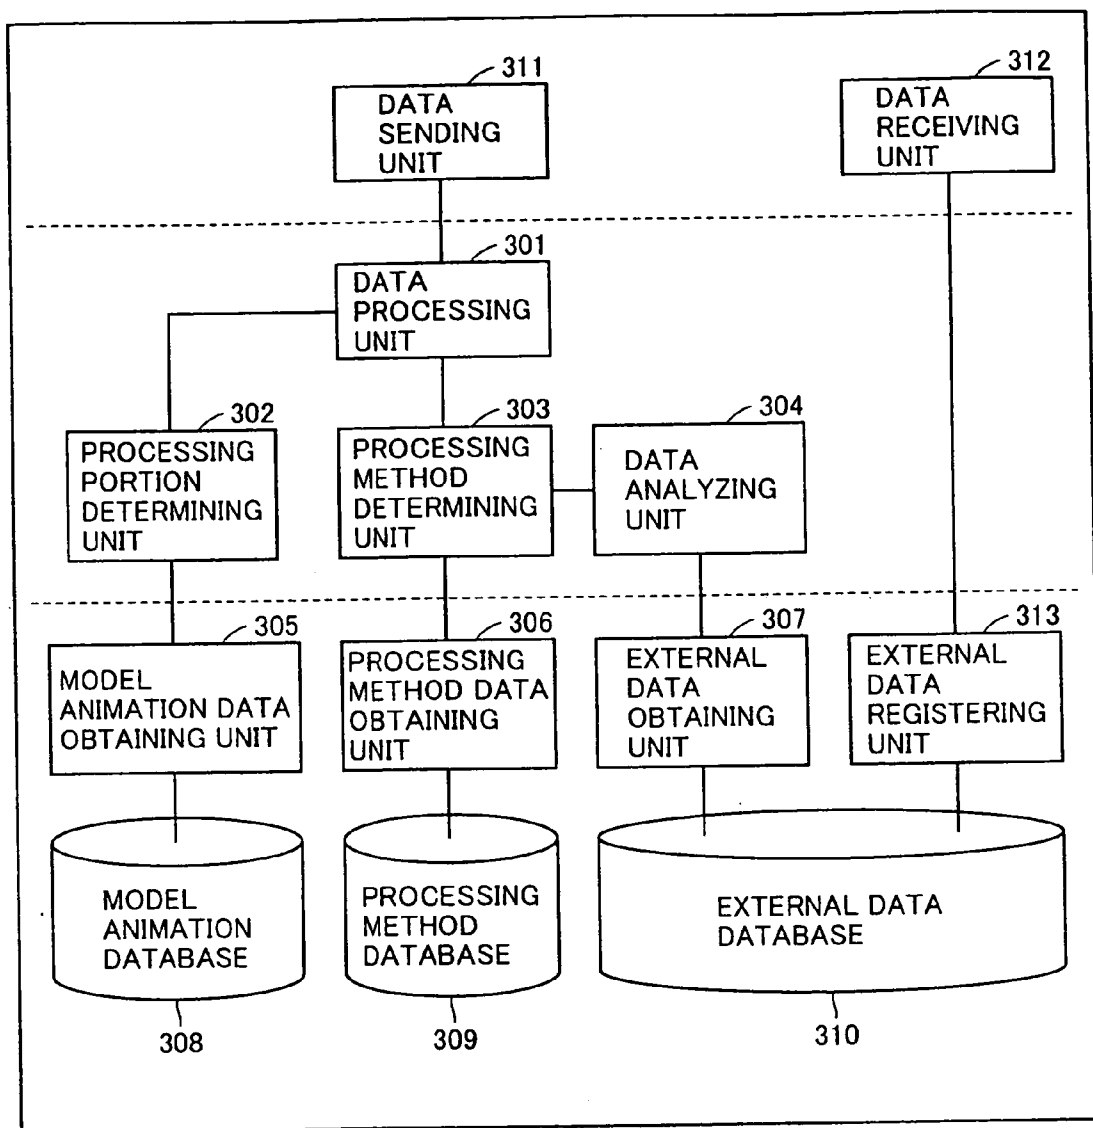 311
DATA
SENDING
UNIT
312
DATA
RECEIVING
UNIT
301
DATA
PROCESSING
UNIT
302
PROCESSING
PORTION
DETERMINING
UNIT
303
PROCESSING
METHOD
DETERMINING
UNIT
304
DATA
ANALYZING
UNIT
305
MODEL
ANIMATION DATA
OBTAINING UNIT
306
PROCESSING
METHOD DATA
OBTAINING
UNIT
307
EXTERNAL
DATA
OBTAINING
UNIT
313
EXTERNAL
DATA
REGISTERING
UNIT
MODEL
ANIMATION
DATABASE
308
PROCESSING
METHOD
DATABASE
309
EXTERNAL DATA
DATABASE
310